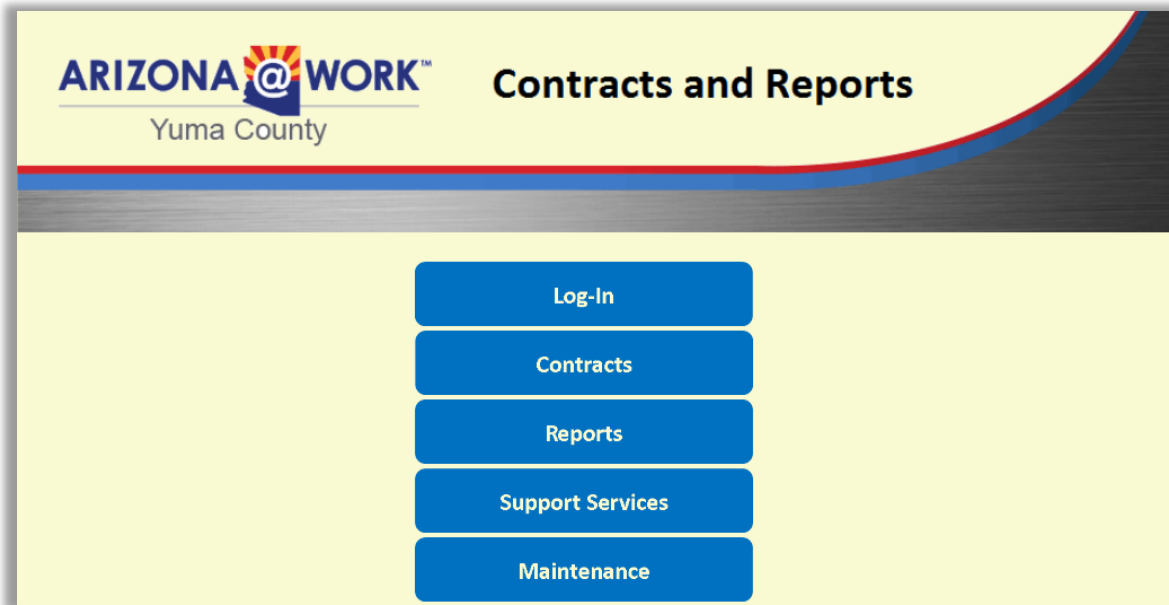 ARIZONA@WORK™
Contracts and Reports
Yuma County
Log-In
Contracts
Reports
Support Services
Maintenance